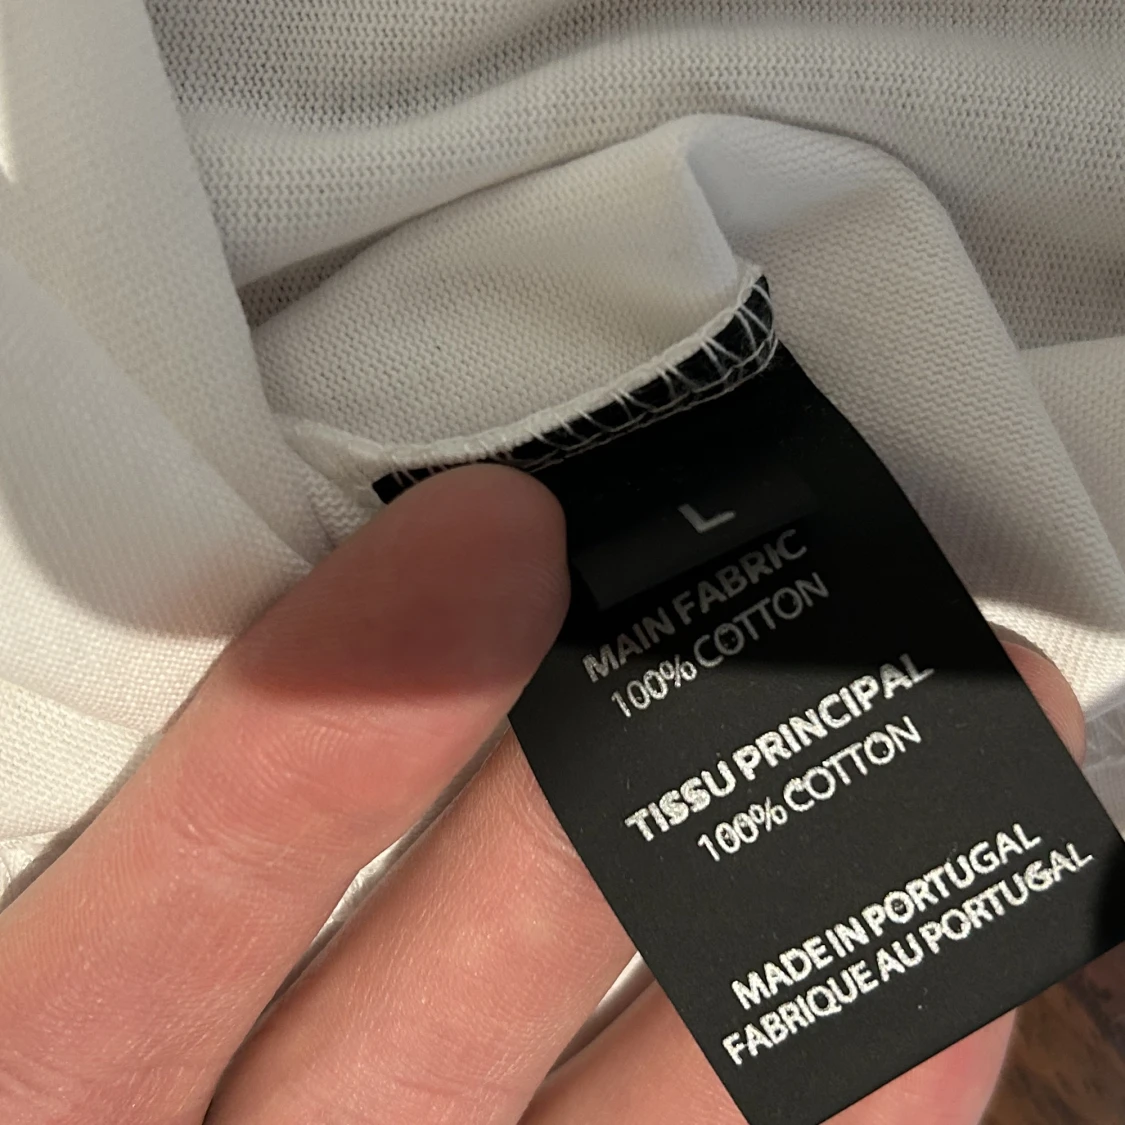 L
MAIN FABRIC
100% COTTON
TISSU PRINCIPAL
100% COTTON
MADE IN PORTUGAL
FABRIQUE AU PORTUGAL